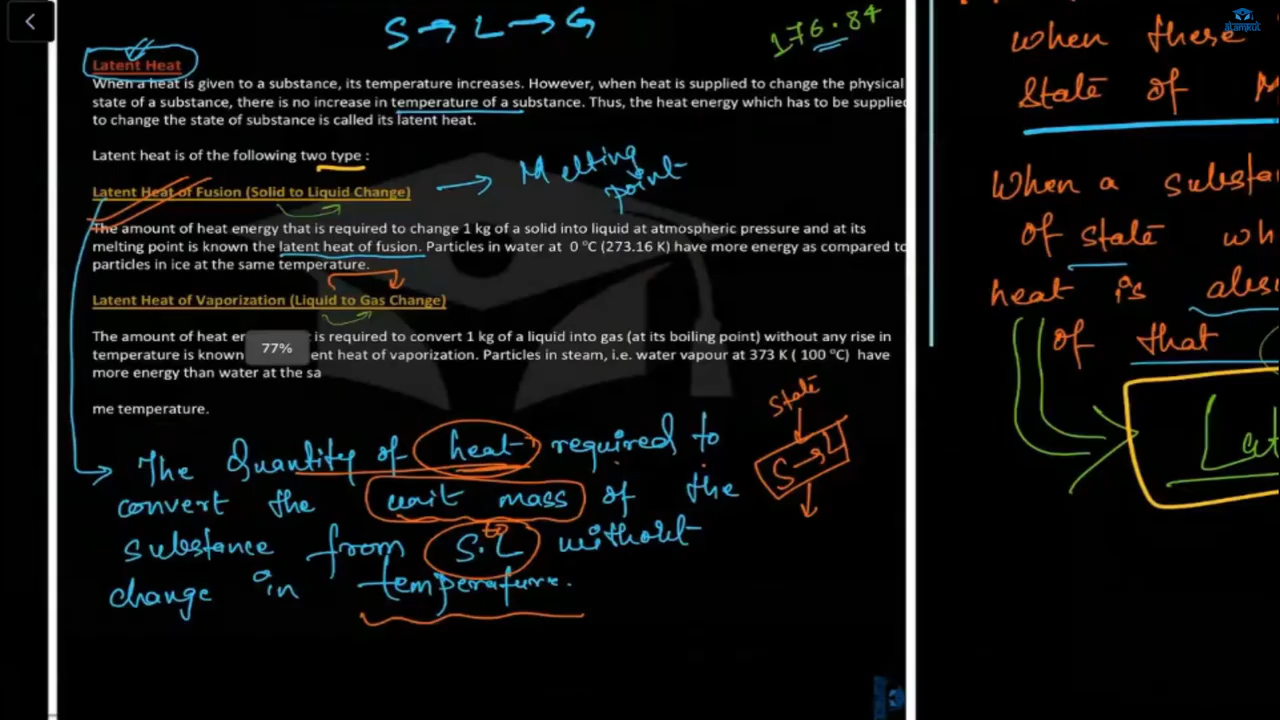 S → L → G
176.84
atamkul
Latent Heat
When a heat is given to a substance, its temperature increases. However, when heat is supplied to change the physical
state of a substance, there is no increase in temperature of a substance. Thus, the heat energy which has to be supplied
to change the state of substance is called its latent heat.
Latent heat is of the following two type :
Latent Heat of Fusion (Solid to Liquid Change)
→ Melting
point
The amount of heat energy that is required to change 1 kg of a solid into liquid at atmospheric pressure and at its
melting point is known the latent heat of fusion. Particles in water at 0 °C (273.16 K) have more energy as compared to
particles in ice at the same temperature.
Latent Heat of Vaporization (Liquid to Gas Change)
The amount of heat er is required to convert 1 kg of a liquid into gas (at its boiling point) without any rise in
temperature is known ent heat of vaporization. Particles in steam, i.e. water vapour at 373 K ( 100 °C) have
77%
more energy than water at the sa
me temperature.
State
S → L
The Quantity of heat required to
convert the unit mass of the
substance from S to L without
change in temperature.
when these
State of M
When a substa
of state wh
heat is abs
of that
Lat